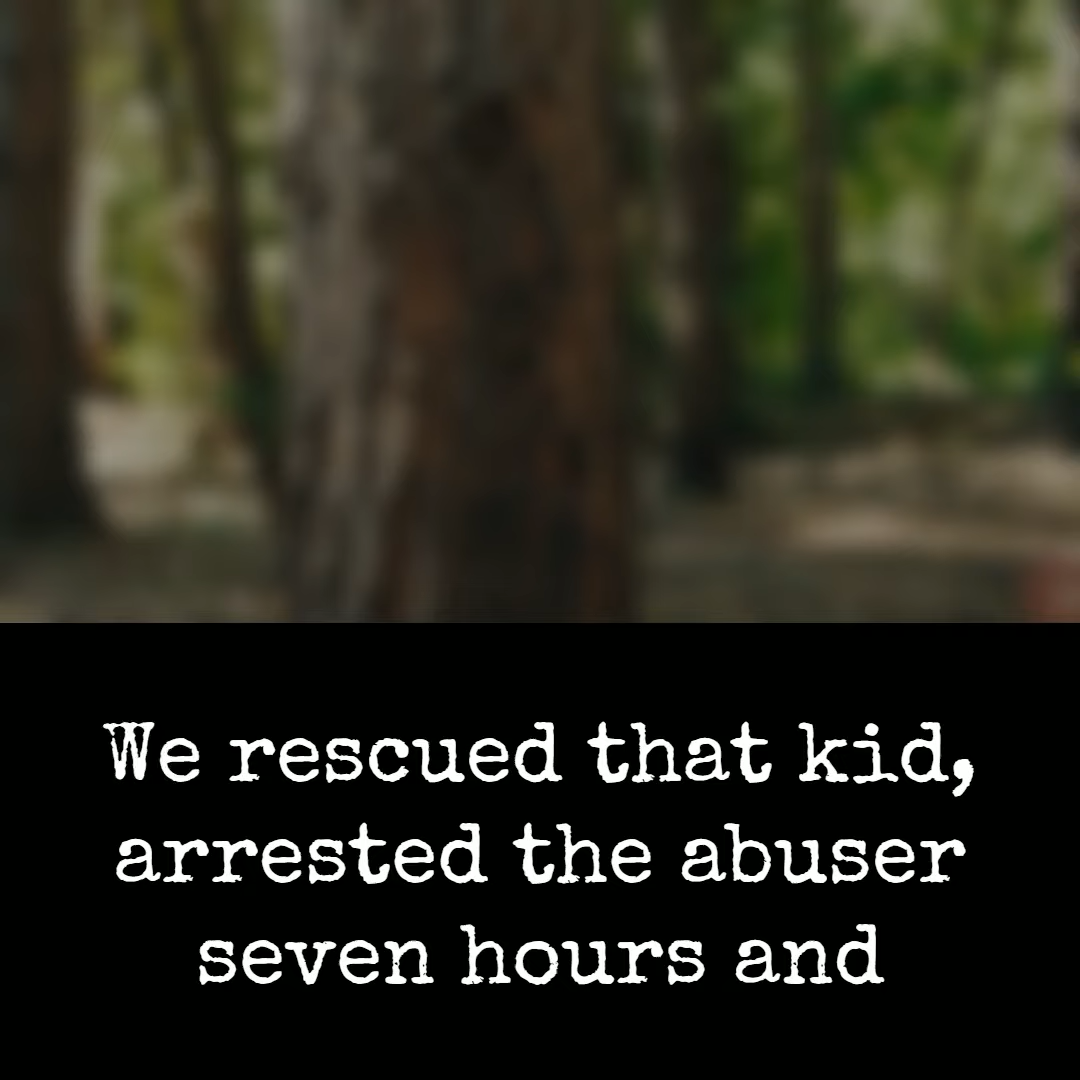 We rescued that kid,
arrested the abuser
seven hours and